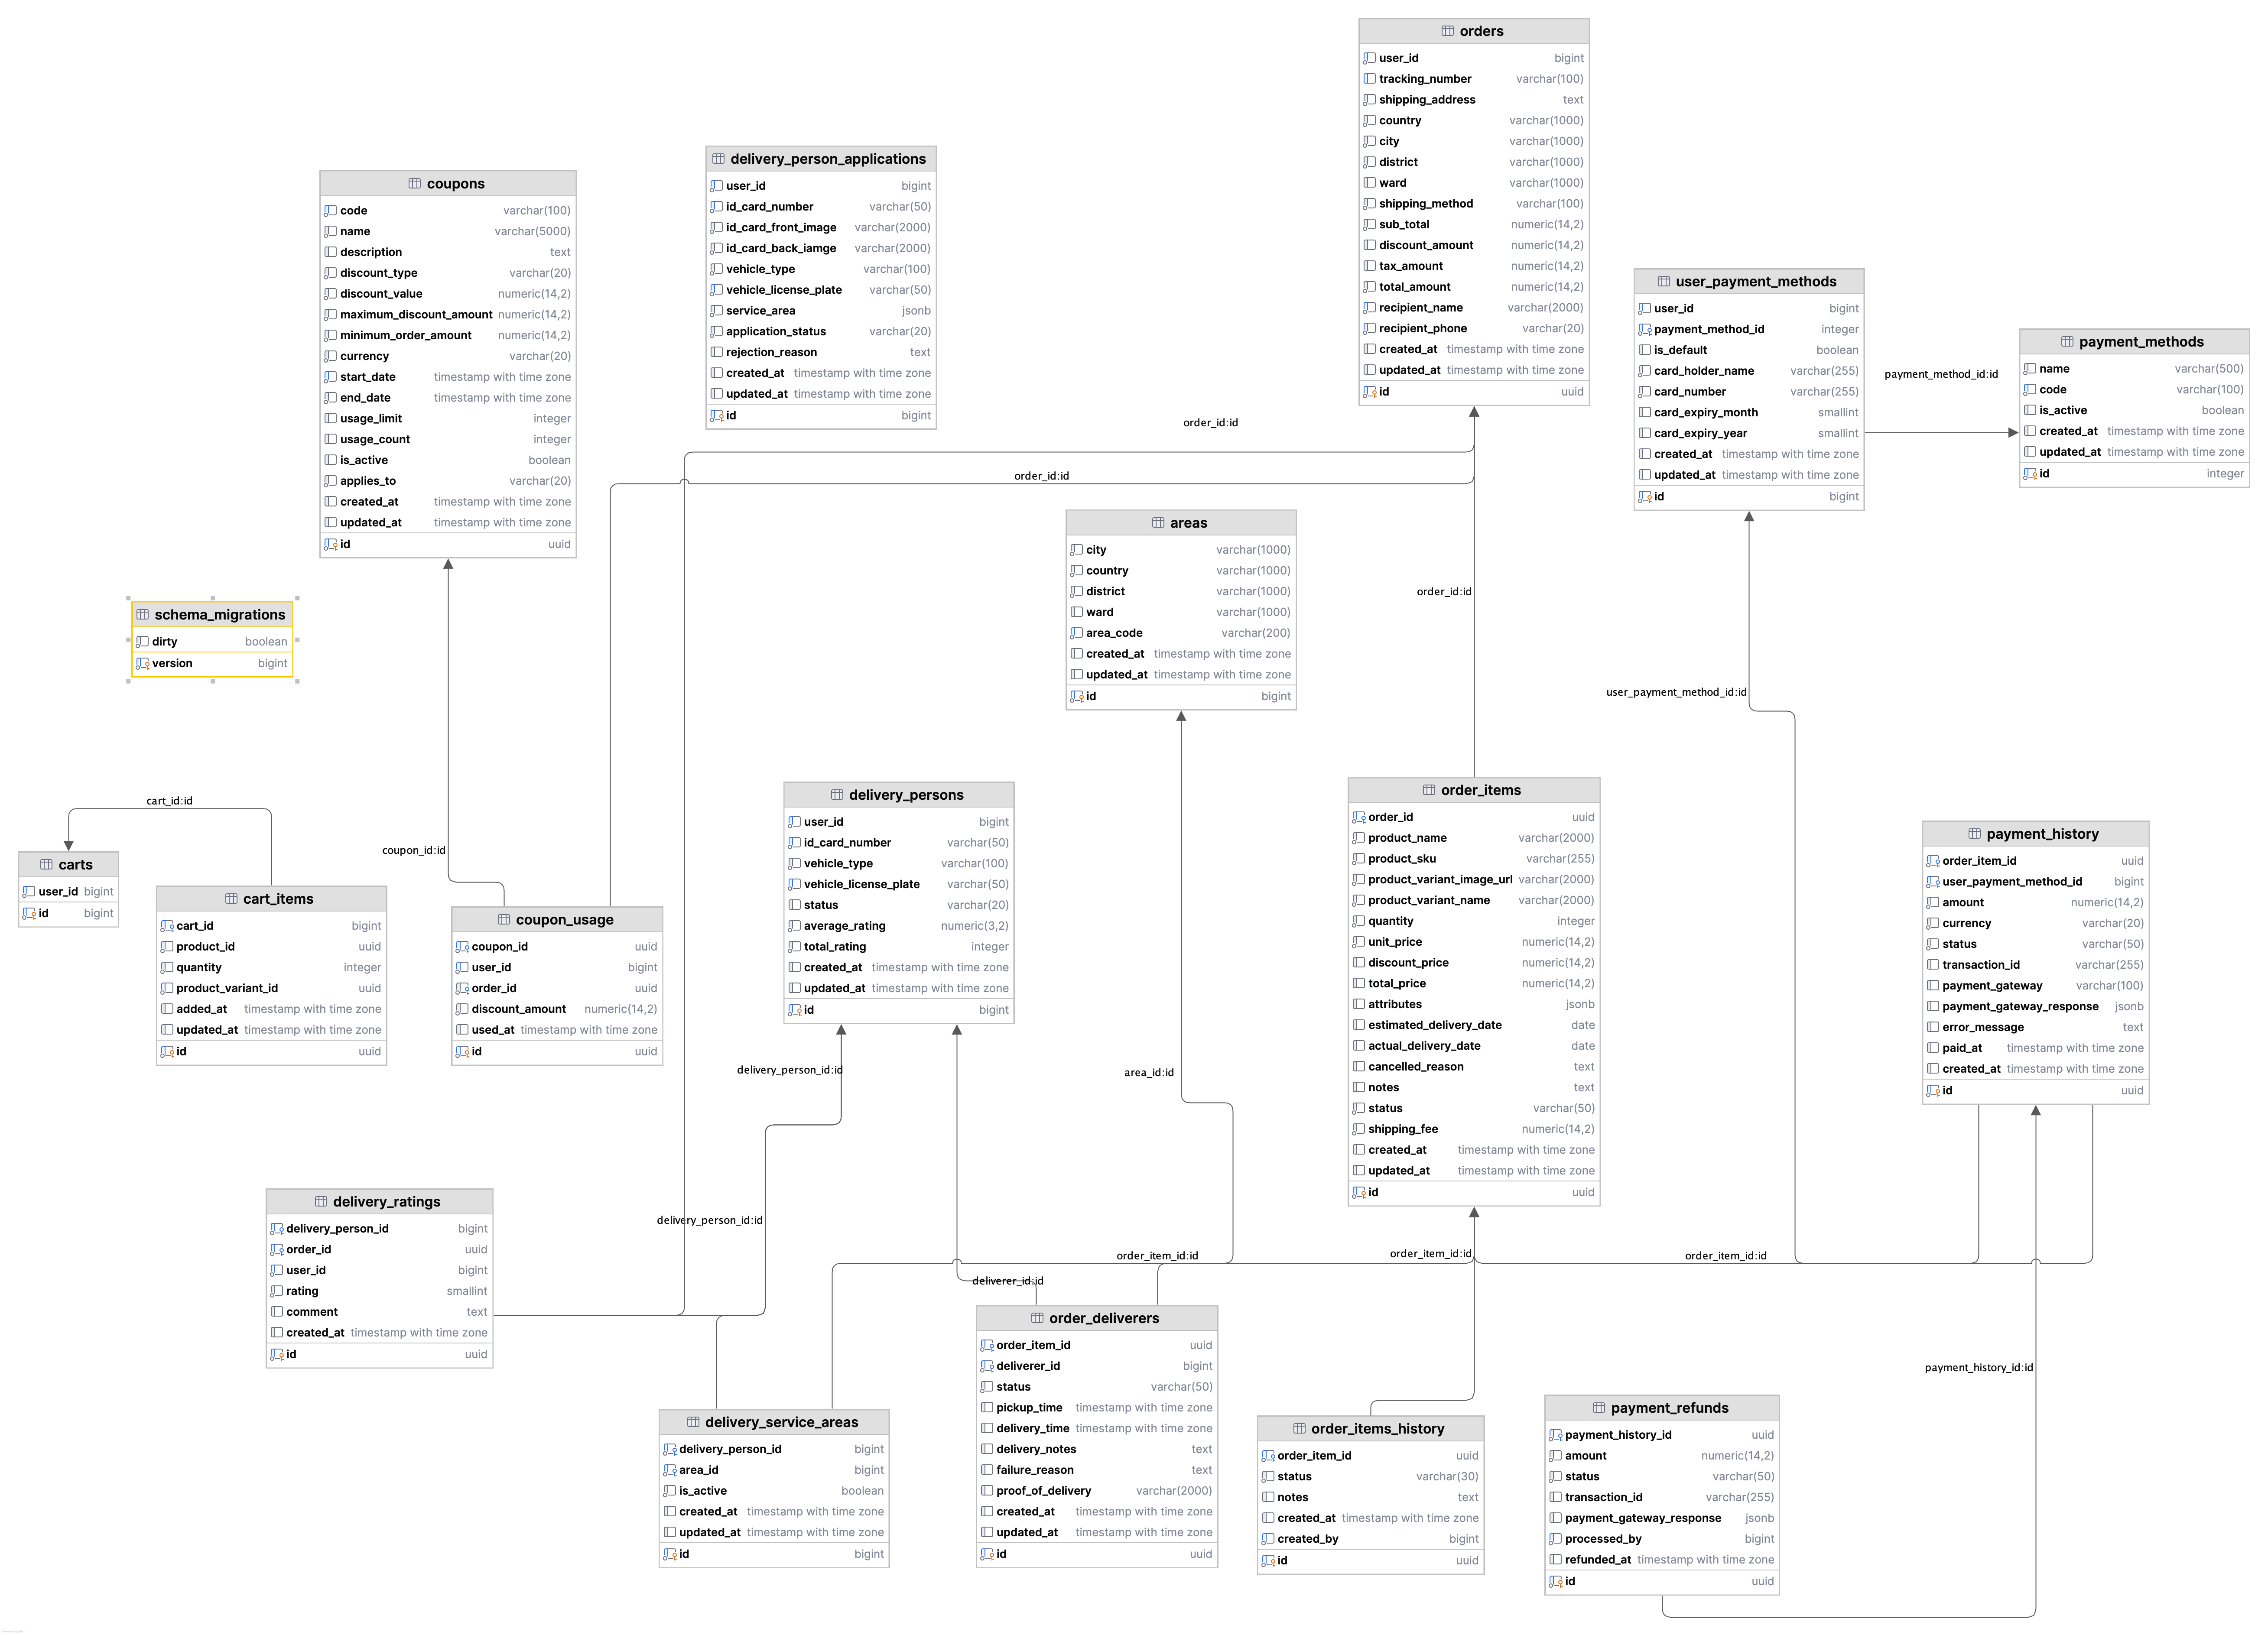 orders
user_id bigint
tracking_number varchar(100)
shipping_address text
country varchar(1000)
city varchar(1000)
district varchar(1000)
ward varchar(1000)
shipping_method varchar(100)
sub_total numeric(14,2)
discount_amount numeric(14,2)
tax_amount numeric(14,2)
total_amount numeric(14,2)
recipient_name varchar(2000)
recipient_phone varchar(20)
created_at timestamp with time zone
updated_at timestamp with time zone
id uuid
delivery_person_applications
user_id bigint
id_card_number varchar(50)
id_card_front_image varchar(2000)
id_card_back_iamge varchar(2000)
vehicle_type varchar(100)
vehicle_license_plate varchar(50)
service_area jsonb
application_status varchar(20)
rejection_reason text
created_at timestamp with time zone
updated_at timestamp with time zone
id bigint
coupons
code varchar(100)
name varchar(5000)
description text
discount_type varchar(20)
discount_value numeric(14,2)
maximum_discount_amount numeric(14,2)
minimum_order_amount numeric(14,2)
currency varchar(20)
start_date timestamp with time zone
end_date timestamp with time zone
usage_limit integer
usage_count integer
is_active boolean
applies_to varchar(20)
created_at timestamp with time zone
updated_at timestamp with time zone
id uuid
user_payment_methods
user_id bigint
payment_method_id integer
is_default boolean
card_holder_name varchar(255)
card_number varchar(255)
card_expiry_month smallint
card_expiry_year smallint
created_at timestamp with time zone
updated_at timestamp with time zone
id bigint
payment_method_id:id
payment_methods
name varchar(500)
code varchar(100)
is_active boolean
created_at timestamp with time zone
updated_at timestamp with time zone
id integer
order_id:id
order_id:id
areas
city varchar(1000)
country varchar(1000)
district varchar(1000)
ward varchar(1000)
area_code varchar(200)
created_at timestamp with time zone
updated_at timestamp with time zone
id bigint
order_id:id
schema_migrations
dirty boolean
version bigint
user_payment_method_id:id
cart_id:id
carts
user_id bigint
id bigint
cart_items
cart_id bigint
product_id uuid
quantity integer
product_variant_id uuid
added_at timestamp with time zone
updated_at timestamp with time zone
id uuid
coupon_id:id
coupon_usage
coupon_id uuid
user_id bigint
order_id uuid
discount_amount numeric(14,2)
used_at timestamp with time zone
id uuid
delivery_persons
user_id bigint
id_card_number varchar(50)
vehicle_type varchar(100)
vehicle_license_plate varchar(50)
status varchar(20)
average_rating numeric(3,2)
total_rating integer
created_at timestamp with time zone
updated_at timestamp with time zone
id bigint
order_items
order_id uuid
product_name varchar(2000)
product_sku varchar(255)
product_variant_image_url varchar(2000)
product_variant_name varchar(2000)
quantity integer
unit_price numeric(14,2)
discount_price numeric(14,2)
total_price numeric(14,2)
attributes jsonb
estimated_delivery_date date
actual_delivery_date date
cancelled_reason text
notes text
status varchar(50)
shipping_fee numeric(14,2)
created_at timestamp with time zone
updated_at timestamp with time zone
id uuid
payment_history
order_item_id uuid
user_payment_method_id bigint
amount numeric(14,2)
currency varchar(20)
status varchar(50)
transaction_id varchar(255)
payment_gateway varchar(100)
payment_gateway_response jsonb
error_message text
paid_at timestamp with time zone
created_at timestamp with time zone
id uuid
delivery_person_id:id
area_id:id
delivery_ratings
delivery_person_id bigint
order_id uuid
user_id bigint
rating smallint
comment text
created_at timestamp with time zone
id uuid
delivery_person_id:id
order_item_id:id
order_item_id:id
order_item_id:id
deliverer_id:id
order_deliverers
order_item_id uuid
deliverer_id bigint
status varchar(50)
pickup_time timestamp with time zone
delivery_time timestamp with time zone
delivery_notes text
failure_reason text
proof_of_delivery varchar(2000)
created_at timestamp with time zone
updated_at timestamp with time zone
id uuid
payment_history_id:id
delivery_service_areas
delivery_person_id bigint
area_id bigint
is_active boolean
created_at timestamp with time zone
updated_at timestamp with time zone
id bigint
order_items_history
order_item_id uuid
status varchar(30)
notes text
created_at timestamp with time zone
created_by bigint
id uuid
payment_refunds
payment_history_id uuid
amount numeric(14,2)
status varchar(50)
transaction_id varchar(255)
payment_gateway_response jsonb
processed_by bigint
refunded_at timestamp with time zone
id uuid